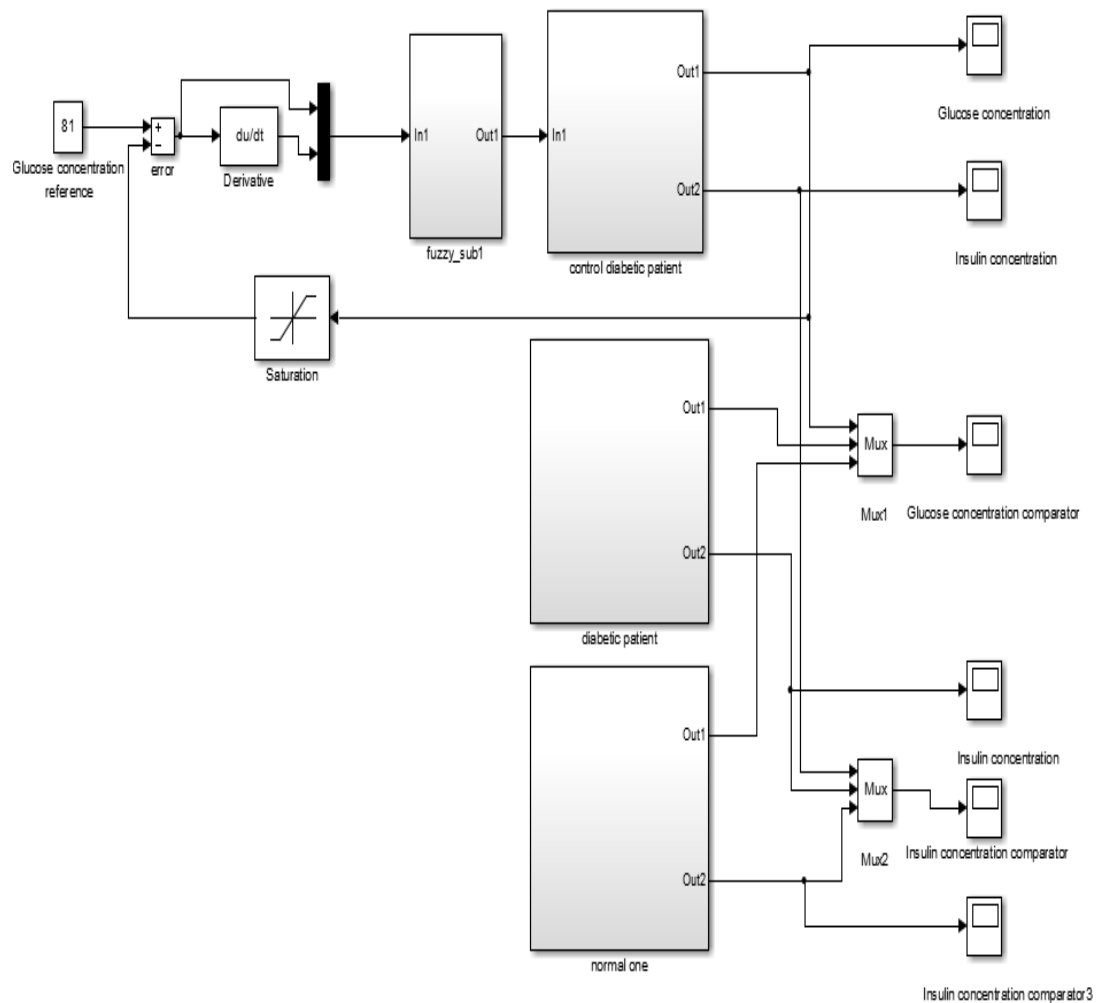 Out1
Glucose concentration
81
+
−
du/dt
In1
Out1
In1
Glucose concentration
reference
error
Derivative
Out2
fuzzy_sub1
control diabetic patient
Insulin concentration
Saturation
Out1
Mux
Mux1
Glucose concentration comparator
Out2
diabetic patient
Out1
Insulin concentration
Mux
Mux2
Insulin concentration comparator
Out2
normal one
Insulin concentration comparator3